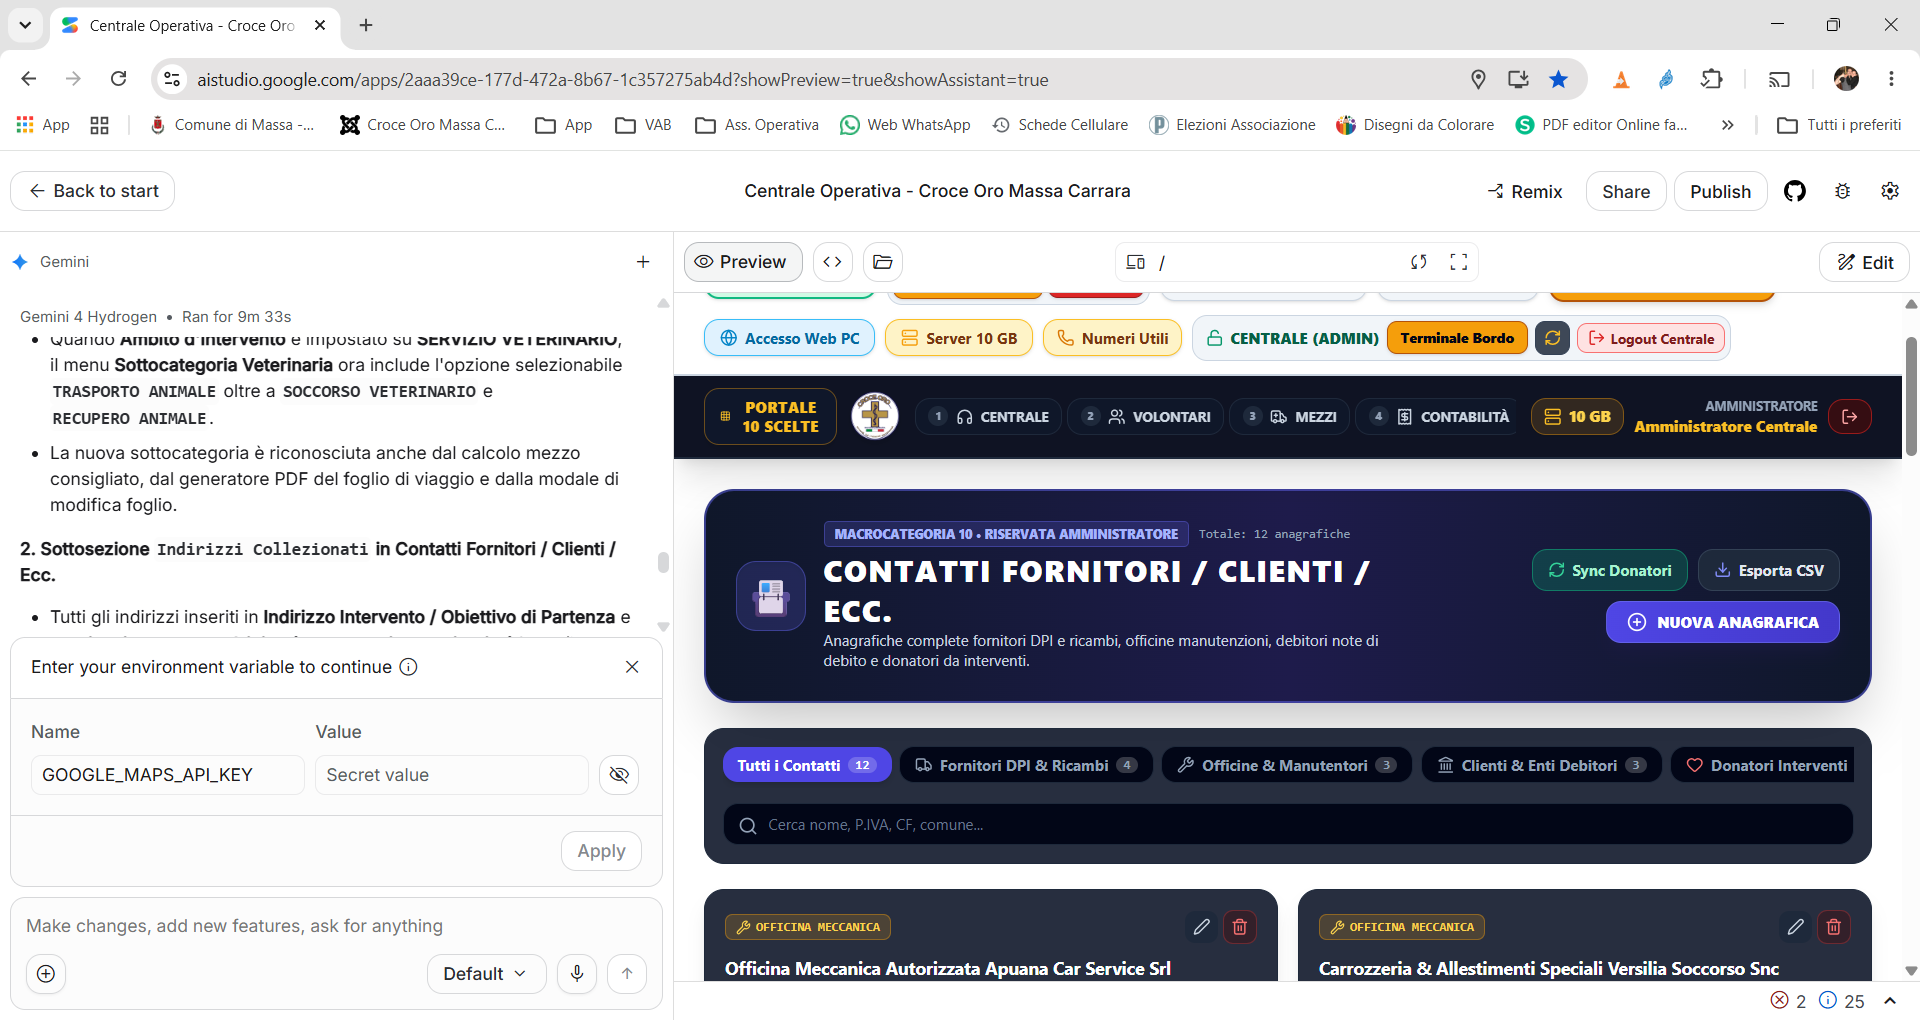 Centrale Operativa - Croce Oro
aistudio.google.com/apps/2aaa39ce-177d-472a-8b67-1c357275ab4d?showPreview=true&showAssistant=true
App
Comune di Massa -...
Croce Oro Massa C...
App
VAB
Ass. Operativa
Web WhatsApp
Schede Cellulare
Elezioni Associazione
Disegni da Colorare
PDF editor Online fa...
Tutti i preferiti
Back to start
Centrale Operativa - Croce Oro Massa Carrara
Remix
Share
Publish
Gemini
Preview
/
Edit
Gemini 4 Hydrogen • Ran for 9m 33s
• Quando Ambito d'Intervento è impostato su SERVIZIO VETERINARIO,
il menu Sottocategoria Veterinaria ora include l'opzione selezionabile
TRASPORTO ANIMALE oltre a SOCCORSO VETERINARIO e
RECUPERO ANIMALE.
• La nuova sottocategoria è riconosciuta anche dal calcolo mezzo
consigliato, dal generatore PDF del foglio di viaggio e dalla modale di
modifica foglio.
2. Sottosezione Indirizzi Collezionati in Contatti Fornitori / Clienti /
Ecc.
• Tutti gli indirizzi inseriti in Indirizzo Intervento / Obiettivo di Partenza e
Enter your environment variable to continue
Name
Value
GOOGLE_MAPS_API_KEY
Secret value
Apply
Make changes, add new features, ask for anything
Default
Accesso Web PC
Server 10 GB
Numeri Utili
CENTRALE (ADMIN)
Terminale Bordo
Logout Centrale
PORTALE
10 SCELTE
CROCE ORO
1 CENTRALE
2 VOLONTARI
3 MEZZI
4 CONTABILITÀ
10 GB
AMMINISTRATORE
Amministratore Centrale
MACROCATEGORIA 10 • RISERVATA AMMINISTRATORE
Totale: 12 anagrafiche
CONTATTI FORNITORI / CLIENTI /
ECC.
Anagrafiche complete fornitori DPI e ricambi, officine manutenzioni, debitori note di
debito e donatori da interventi.
Sync Donatori
Esporta CSV
NUOVA ANAGRAFICA
Tutti i Contatti 12
Fornitori DPI & Ricambi 4
Officine & Manutentori 3
Clienti & Enti Debitori 3
Donatori Interventi
Cerca nome, P.IVA, CF, comune...
OFFICINA MECCANICA
Officina Meccanica Autorizzata Apuana Car Service Srl
OFFICINA MECCANICA
Carrozzeria & Allestimenti Speciali Versilia Soccorso Snc
2
25